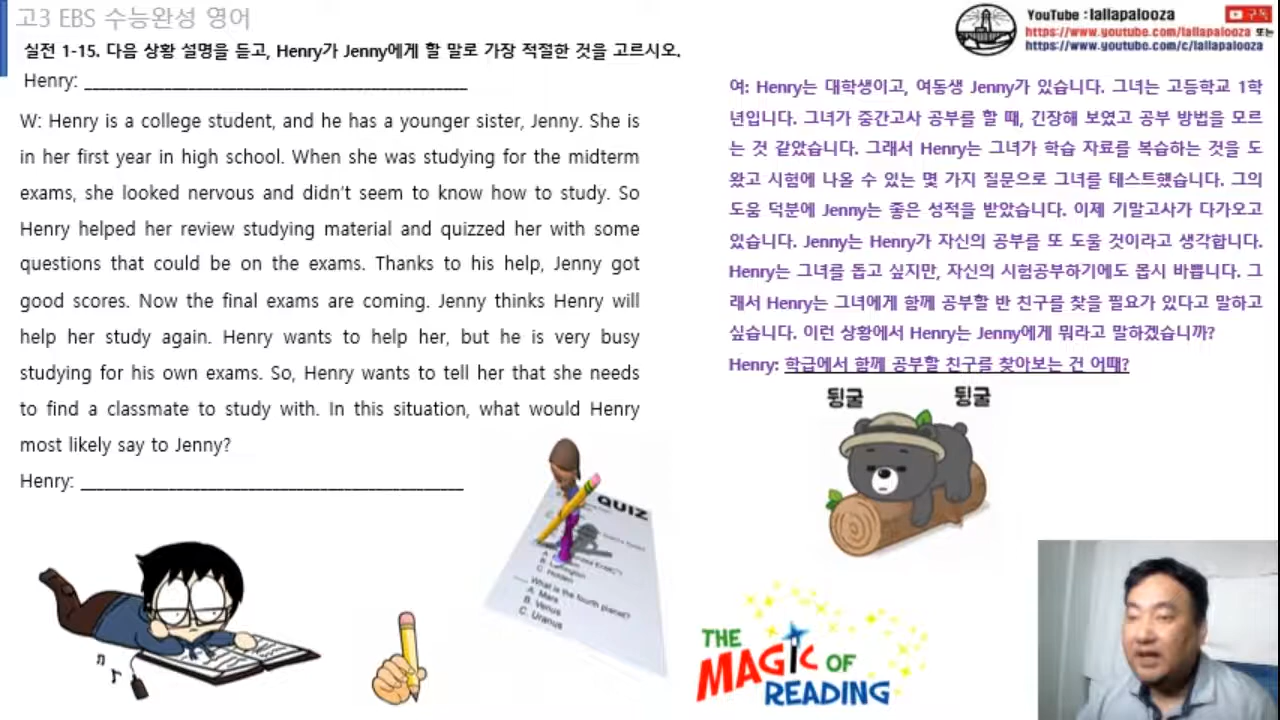 고3 EBS 수능완성 영어
실전 1-15. 다음 상황 설명을 듣고, Henry가 Jenny에게 할 말로 가장 적절한 것을 고르시오.
Henry: ______________________________________________
W: Henry is a college student, and he has a younger sister, Jenny. She is
in her first year in high school. When she was studying for the midterm
exams, she looked nervous and didn't seem to know how to study. So
Henry helped her review studying material and quizzed her with some
questions that could be on the exams. Thanks to his help, Jenny got
good scores. Now the final exams are coming. Jenny thinks Henry will
help her study again. Henry wants to help her, but he is very busy
studying for his own exams. So, Henry wants to tell her that she needs
to find a classmate to study with. In this situation, what would Henry
most likely say to Jenny?
Henry: ______________________________________________
YouTube : lallapalooza
구독
https://www.youtube.com/lallapalooza 또는
https://www.youtube.com/c/lallapalooza
여: Henry는 대학생이고, 여동생 Jenny가 있습니다. 그녀는 고등학교 1학
년입니다. 그녀가 중간고사 공부를 할 때, 긴장해 보였고 공부 방법을 모르
는 것 같았습니다. 그래서 Henry는 그녀가 학습 자료를 복습하는 것을 도
왔고 시험에 나올 수 있는 몇 가지 질문으로 그녀를 테스트했습니다. 그의
도움 덕분에 Jenny는 좋은 성적을 받았습니다. 이제 기말고사가 다가오고
있습니다. Jenny는 Henry가 자신의 공부를 또 도울 것이라고 생각합니다.
Henry는 그녀를 돕고 싶지만, 자신의 시험공부하기에도 몹시 바쁩니다. 그
래서 Henry는 그녀에게 함께 공부할 반 친구를 찾을 필요가 있다고 말하고
싶습니다. 이런 상황에서 Henry는 Jenny에게 뭐라고 말하겠습니까?
Henry: 학급에서 함께 공부할 친구를 찾아보는 건 어때?
뒹굴 뒹굴
QUIZ
C. Holden
What is the fourth planet?
A. Mars
B. Venus
C. Uranus
THE
MAGIC OF
READING